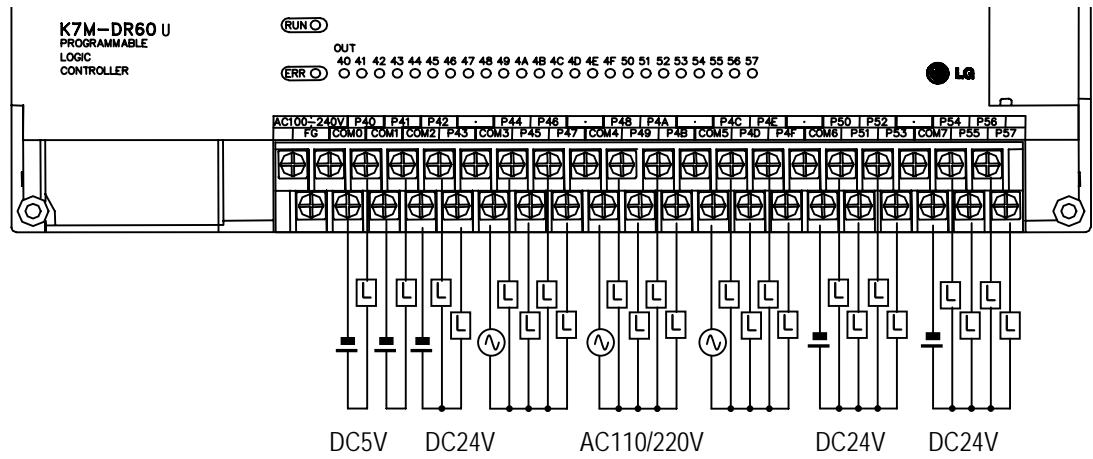 K7M-DR60 U
PROGRAMMABLE
LOGIC
CONTROLLER
RUN
ERR
OUT
40 41 42 43 44 45 46 47 48 49 4A 4B 4C 4D 4E 4F 50 51 52 53 54 55 56 57
LG
AC100-240V P40 P41 P42 · P44 P46 · P48 P4A · P4C P4E · P50 P52 · P54 P56
FG COM0 COM1 COM2 P43 COM3 P45 P47 COM4 P49 P4B COM5 P4D P4F COM6 P51 P53 COM7 P55 P57
L L L L L L L L L L L L L L L L L L L L L L L
DC5V DC24V AC110/220V DC24V DC24V